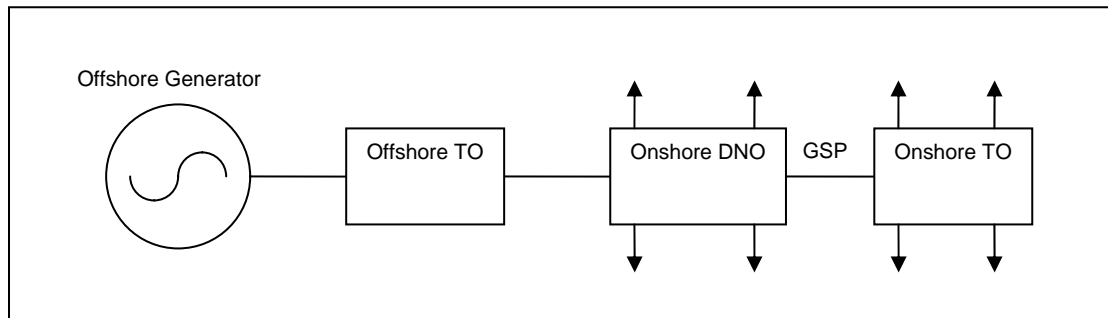 Offshore Generator
Offshore TO
Onshore DNO
GSP
Onshore TO